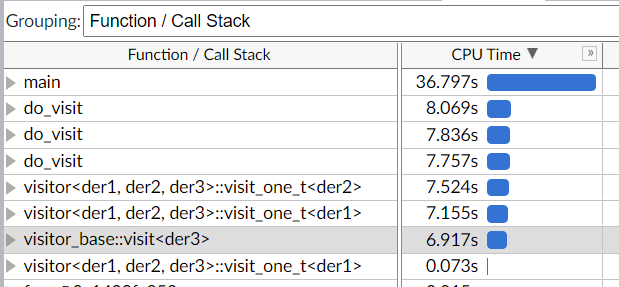 Grouping: Function / Call Stack
Function / Call Stack CPU Time ▼ »
main 36.797s
do_visit 8.069s
do_visit 7.836s
do_visit 7.757s
visitor<der1, der2, der3>::visit_one_t<der2> 7.524s
visitor<der1, der2, der3>::visit_one_t<der1> 7.155s
visitor_base::visit<der3> 6.917s
visitor<der1, der2, der3>::visit_one_t<der1> 0.073s